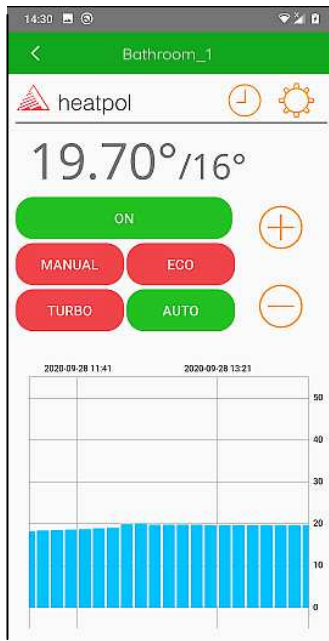 14:30
Bathroom_1
heatpol
19.70°/16°
ON
MANUAL ECO
TURBO AUTO
2020-09-28 11:41 2020-09-28 13:21
50
40
30
20
10
0